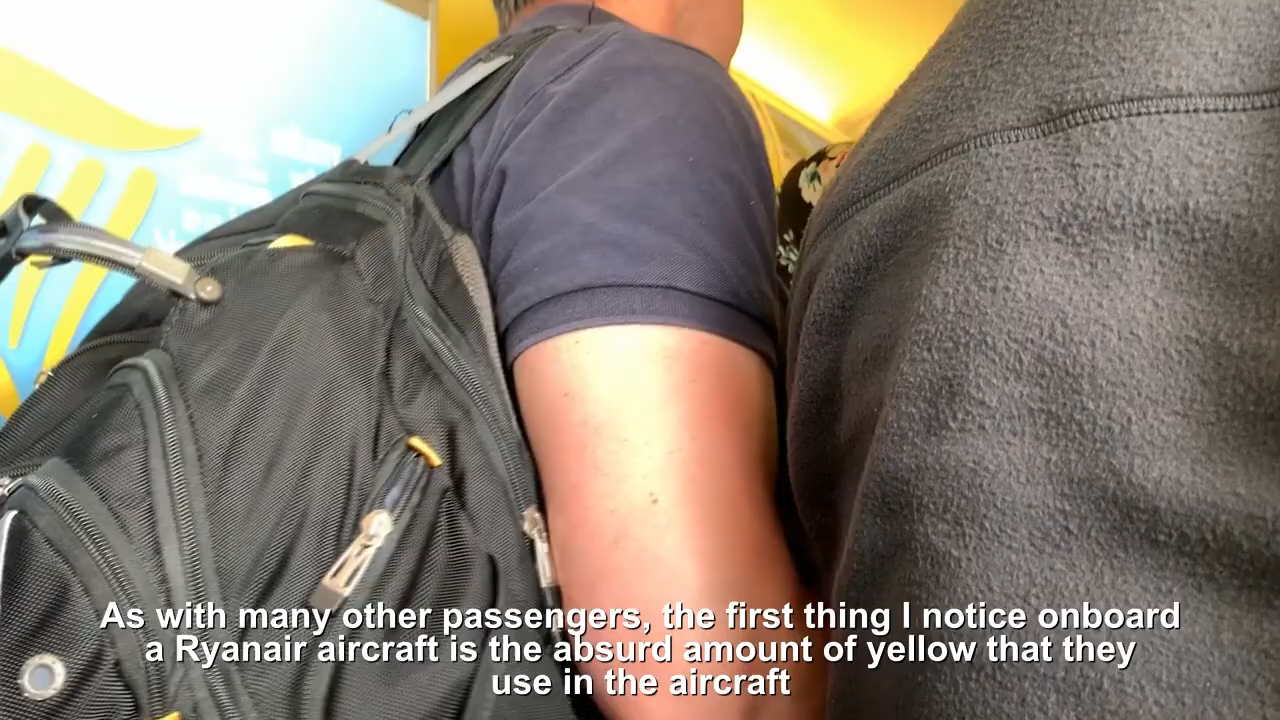 As with many other passengers, the first thing I notice onboard
a Ryanair aircraft is the absurd amount of yellow that they
use in the aircraft